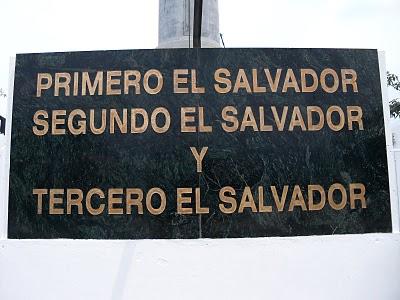 PRIMERO EL SALVADOR
SEGUNDO EL SALVADOR
Y
TERCERO EL SALVADOR